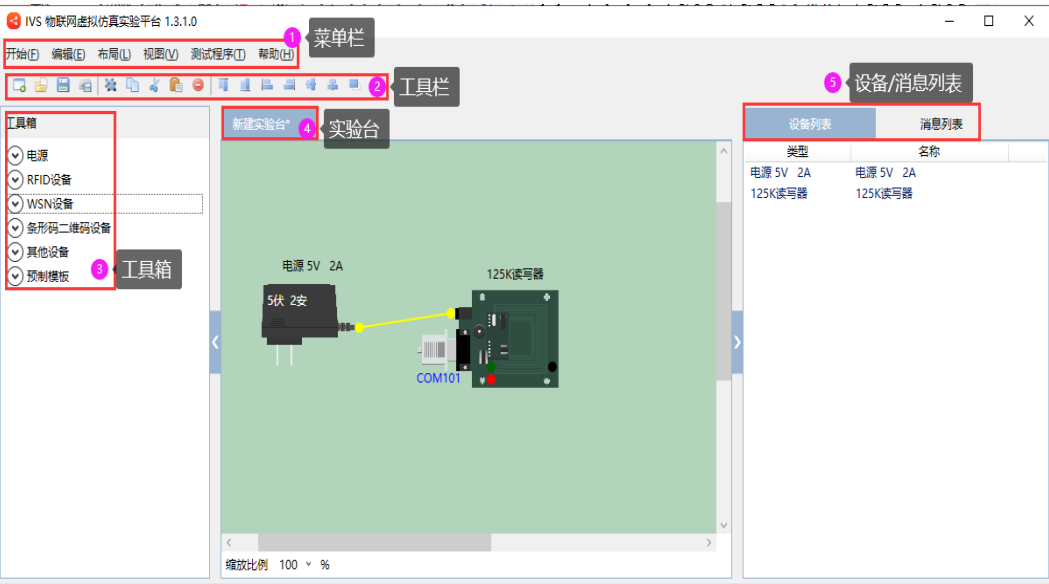 IVS 物联网虚拟仿真实验平台 1.3.1.0
1 菜单栏
开始(F) 编辑(E) 布局(L) 视图(V) 测试程序(T) 帮助(H)
2 工具栏
5 设备/消息列表
工具箱
新建实验台*
4 实验台
设备列表 消息列表
类型 名称
电源 5V 2A 电源 5V 2A
125K读写器 125K读写器
电源
RFID设备
WSN设备
条形码二维码设备
其他设备
预制模板
3 工具箱
电源 5V 2A
5伏 2安
125K读写器
COM101
缩放比例 100 %